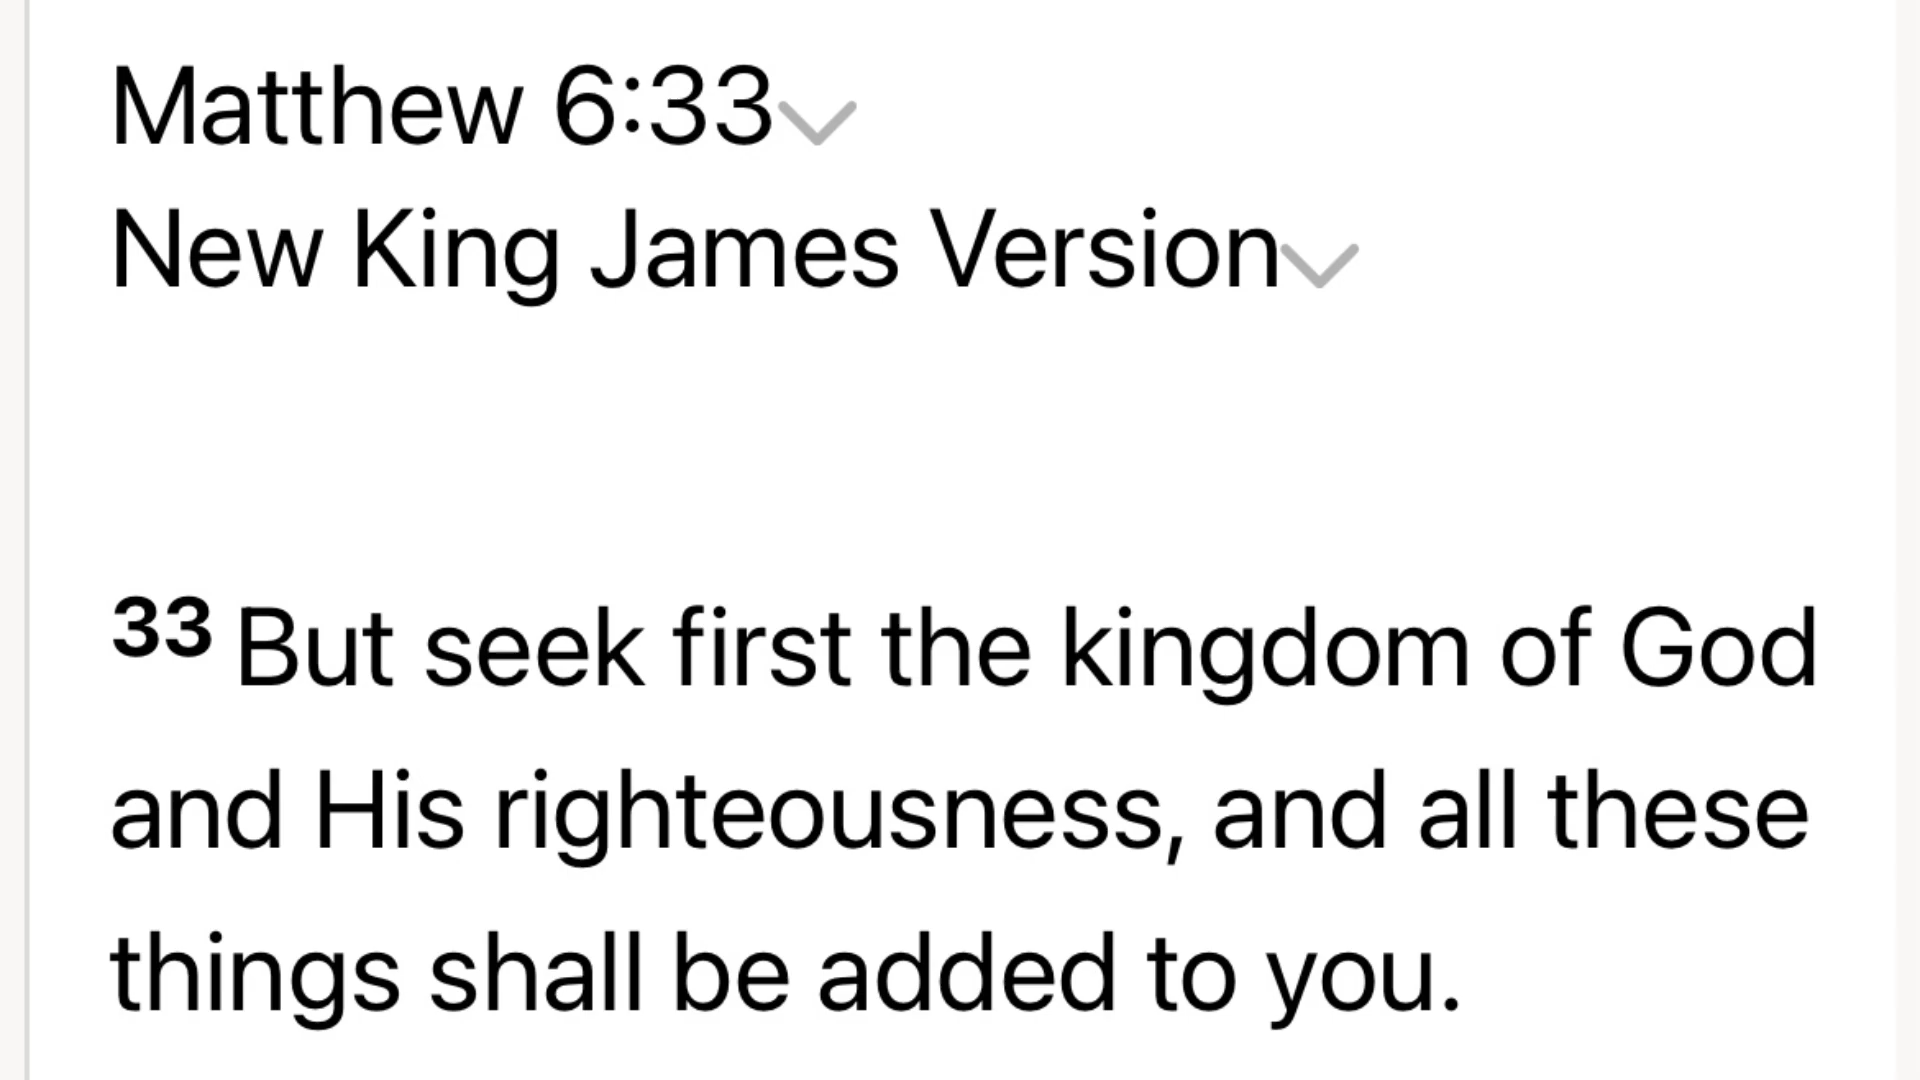 Matthew 6:33
New King James Version
33 But seek first the kingdom of God
and His righteousness, and all these
things shall be added to you.